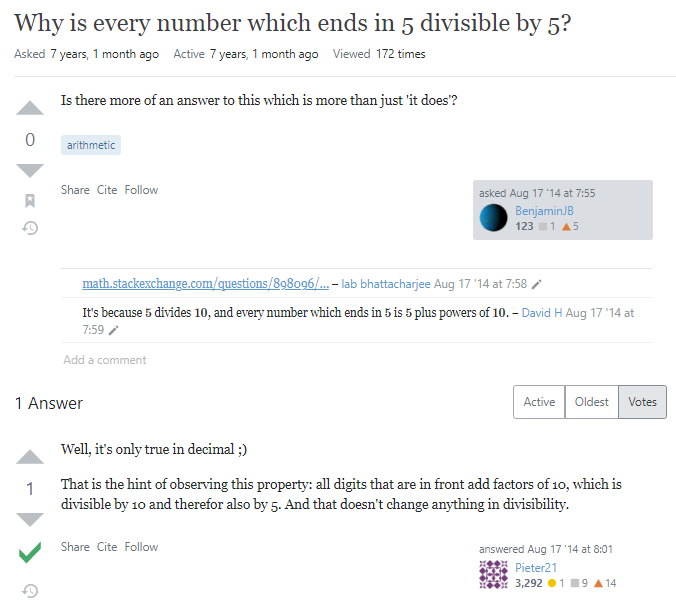 Why is every number which ends in 5 divisible by 5?
Asked 7 years, 1 month ago Active 7 years, 1 month ago Viewed 172 times
Is there more of an answer to this which is more than just 'it does'?
0
arithmetic
Share Cite Follow
asked Aug 17 '14 at 7:55
BenjaminJB
123 1 5
math.stackexchange.com/questions/898096/... – lab bhattacharjee Aug 17 '14 at 7:58
It's because 5 divides 10, and every number which ends in 5 is 5 plus powers of 10. – David H Aug 17 '14 at
7:59
Add a comment
1 Answer
Active Oldest Votes
Well, it's only true in decimal ;)
1
That is the hint of observing this property: all digits that are in front add factors of 10, which is
divisible by 10 and therefor also by 5. And that doesn't change anything in divisibility.
Share Cite Follow
answered Aug 17 '14 at 8:01
Pieter21
3,292 1 9 14